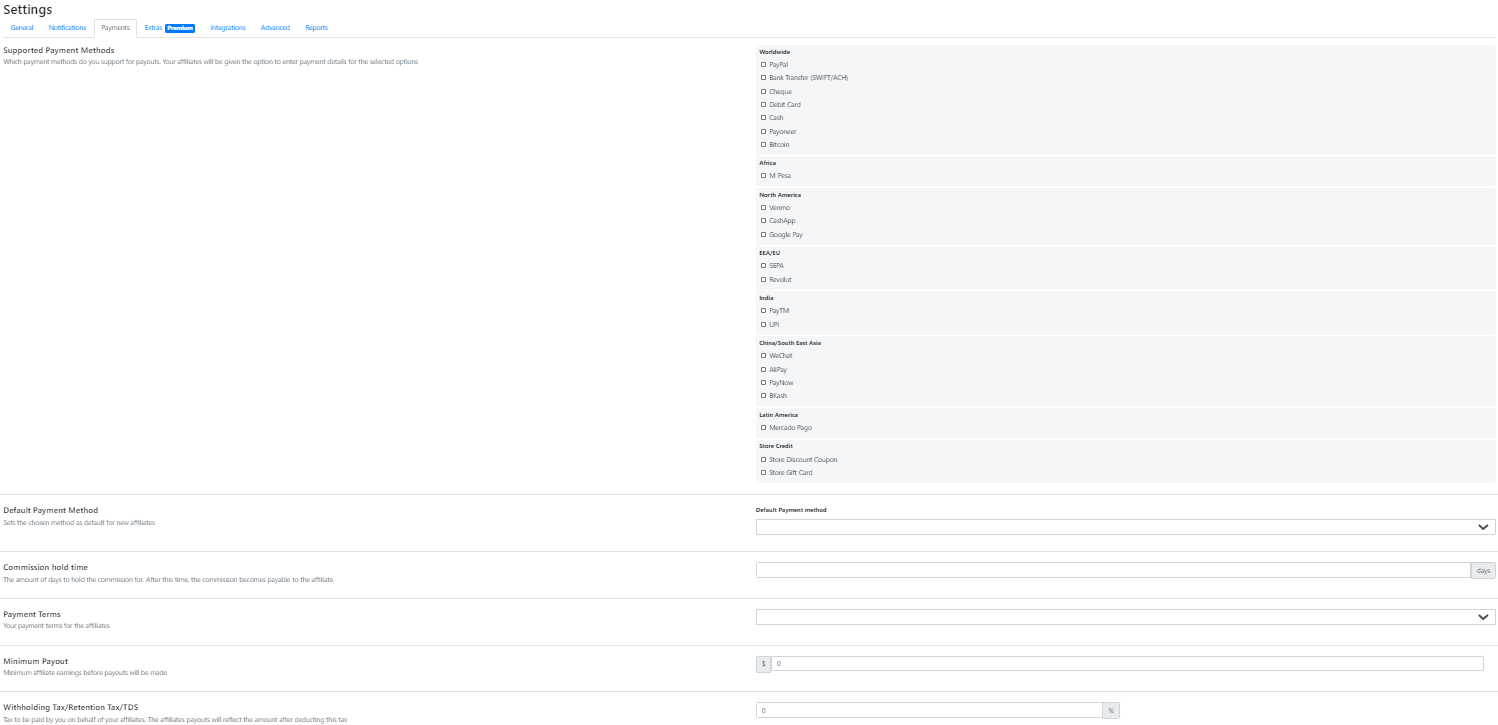 Settings
General Notifications Payments Extras Premium Integrations Advanced Reports
Supported Payment Methods
Which payment methods do you support for payouts. Your affiliates will be given the option to enter payment details for the selected options
Worldwide
PayPal
Bank Transfer (SWIFT/ACH)
Cheque
Debit Card
Cash
Payoneer
Bitcoin
Africa
M-Pesa
North America
Venmo
CashApp
Google Pay
EEA/EU
SEPA
Revolut
India
PayTM
UPI
China/South East Asia
WeChat
AliPay
PayNow
BKash
Latin America
Mercado Pago
Store Credit
Store Discount Coupon
Store Gift Card
Default Payment Method
Sets the chosen method as default for new affiliates
Default Payment method
Commission hold time
The amount of days to hold the commission for. After this time, the commission becomes payable to the affiliate.
days
Payment Terms
Your payment terms for the affiliates
Minimum Payout
Minimum affiliate earnings before payouts will be made
$ 0
Withholding Tax/Retention Tax/TDS
Tax to be paid by you on behalf of your affiliates. The affiliates payouts will reflect the amount after deducting this tax
0 %